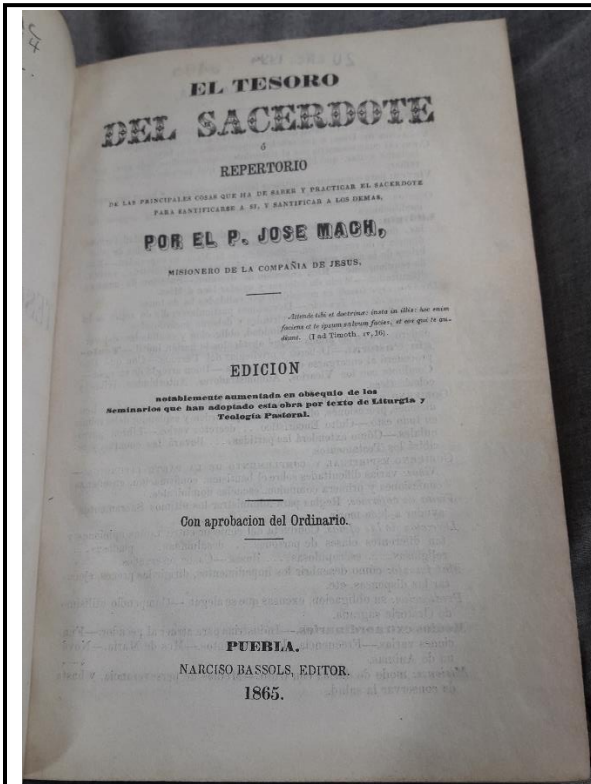 EL TESORO
DEL SACERDOTE
ó
REPERTORIO
DE LAS PRINCIPALES COSAS QUE HA DE SABER Y PRACTICAR EL SACERDOTE
PARA SANTIFICARSE A SI, Y SANTIFICAR A LOS DEMAS,
POR EL P. JOSE MACH,
MISIONERO DE LA COMPAÑIA DE JESUS.
Attende tibi et doctrinæ: insta in illis: hoc enim
faciens et te ipsum salvum facies, et eos qui te au-
diunt. (I ad Timoth. IV, 16).
EDICION
notablemente aumentada en obsequio de los
Seminarios que han adoptado esta obra por texto de Liturgia y
Teología Pastoral.
Con aprobacion del Ordinario.
PUEBLA.
NARCISO BASSOLS, EDITOR.
1865.